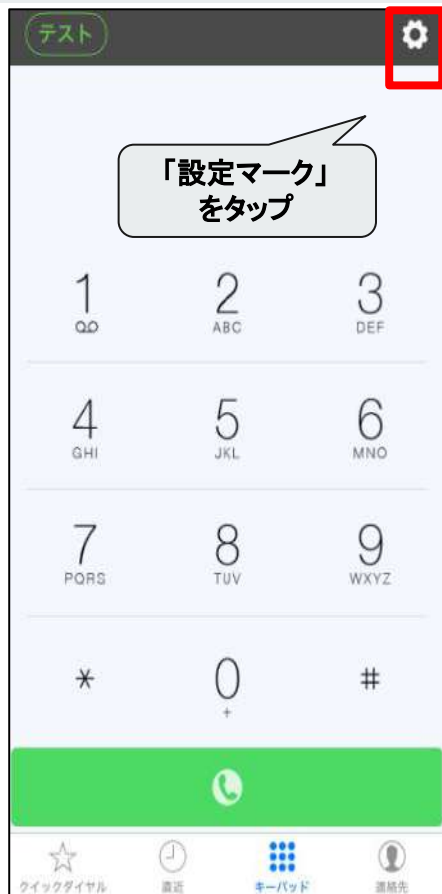 テスト
「設定マーク」
をタップ
1
2
ABC
3
DEF
4
GHI
5
JKL
6
MNO
7
PQRS
8
TUV
9
WXYZ
*
0
+
#
クイックダイヤル
直近
キーパッド
連絡先